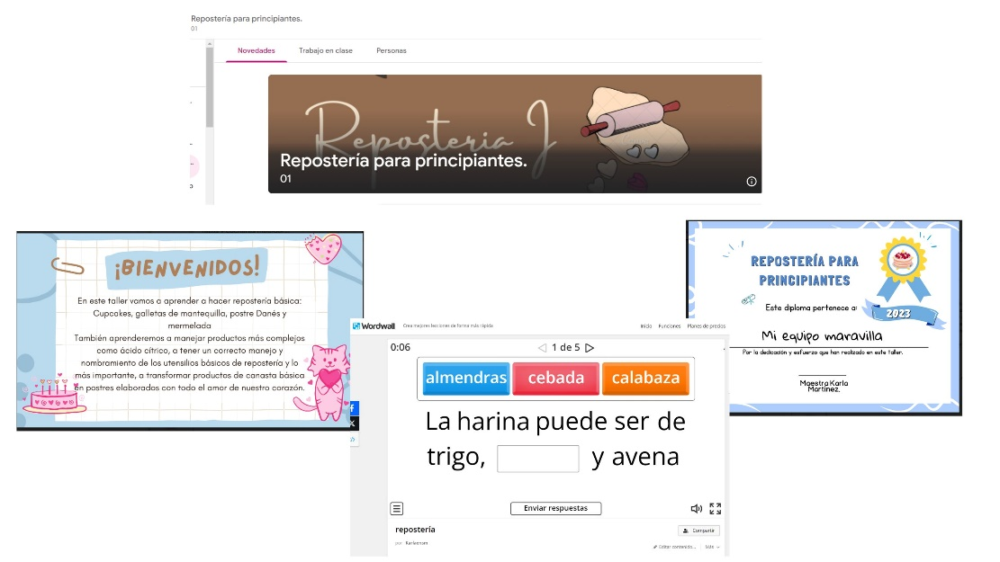 Repostería para principiantes.
01
Novedades Trabajo en clase Personas
Reposteria J
Repostería para principiantes.
01
¡BIENVENIDOS!
En este taller vamos a aprender a hacer repostería básica:
Cupcakes, galletas de mantequilla, postre Danés y
mermelada
También aprenderemos a manejar productos más complejos
como ácido cítrico, a tener un correcto manejo y
nombramiento de los utensilios básicos de repostería y lo
más importante, a transformar productos de canasta básica
en postres elaborados con todo el amor de nuestro corazón.
REPOSTERÍA PARA
PRINCIPIANTES
Este diploma pertenece a:
2023
Mi equipo maravilla
Por la dedicación y esfuerzo que han realizado en este taller.
Maestra Karla
Martínez.
Wordwall Crea mejores lecciones de forma más rápida Inicio Funciones Planes de precios
0:06 1 de 5
almendras cebada calabaza
La harina puede ser de
trigo, y avena
Enviar respuestas
repostería
Compartir
por Karlaerism
Editar contenido... Más